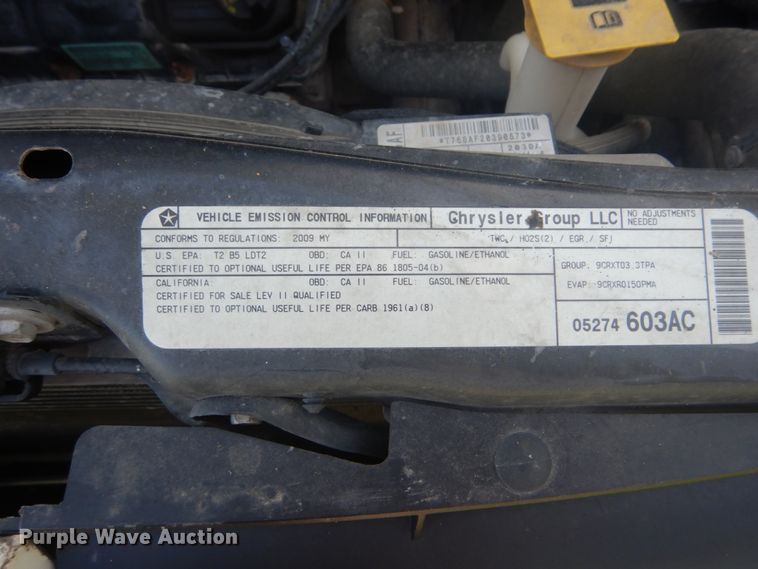 AF
*T768AF20390673*
VEHICLE EMISSION CONTROL INFORMATION
Chrysler Group LLC
NO ADJUSTMENTS NEEDED
CONFORMS TO REGULATIONS: 2009 MY
TWC / HO2S(2) / EGR / SFI
U.S. EPA: T2 B5 LDT2 OBD: CA II FUEL: GASOLINE/ETHANOL
CERTIFIED TO OPTIONAL USEFUL LIFE PER EPA 86 1805-04(b)
GROUP: 9CRXT03.3TPA
CALIFORNIA: OBD: CA II FUEL: GASOLINE/ETHANOL
EVAP: 9CRXR0150PMA
CERTIFIED FOR SALE LEV II QUALIFIED
CERTIFIED TO OPTIONAL USEFUL LIFE PER CARB 1961(a)(8)
05274 603AC
Purple Wave Auction